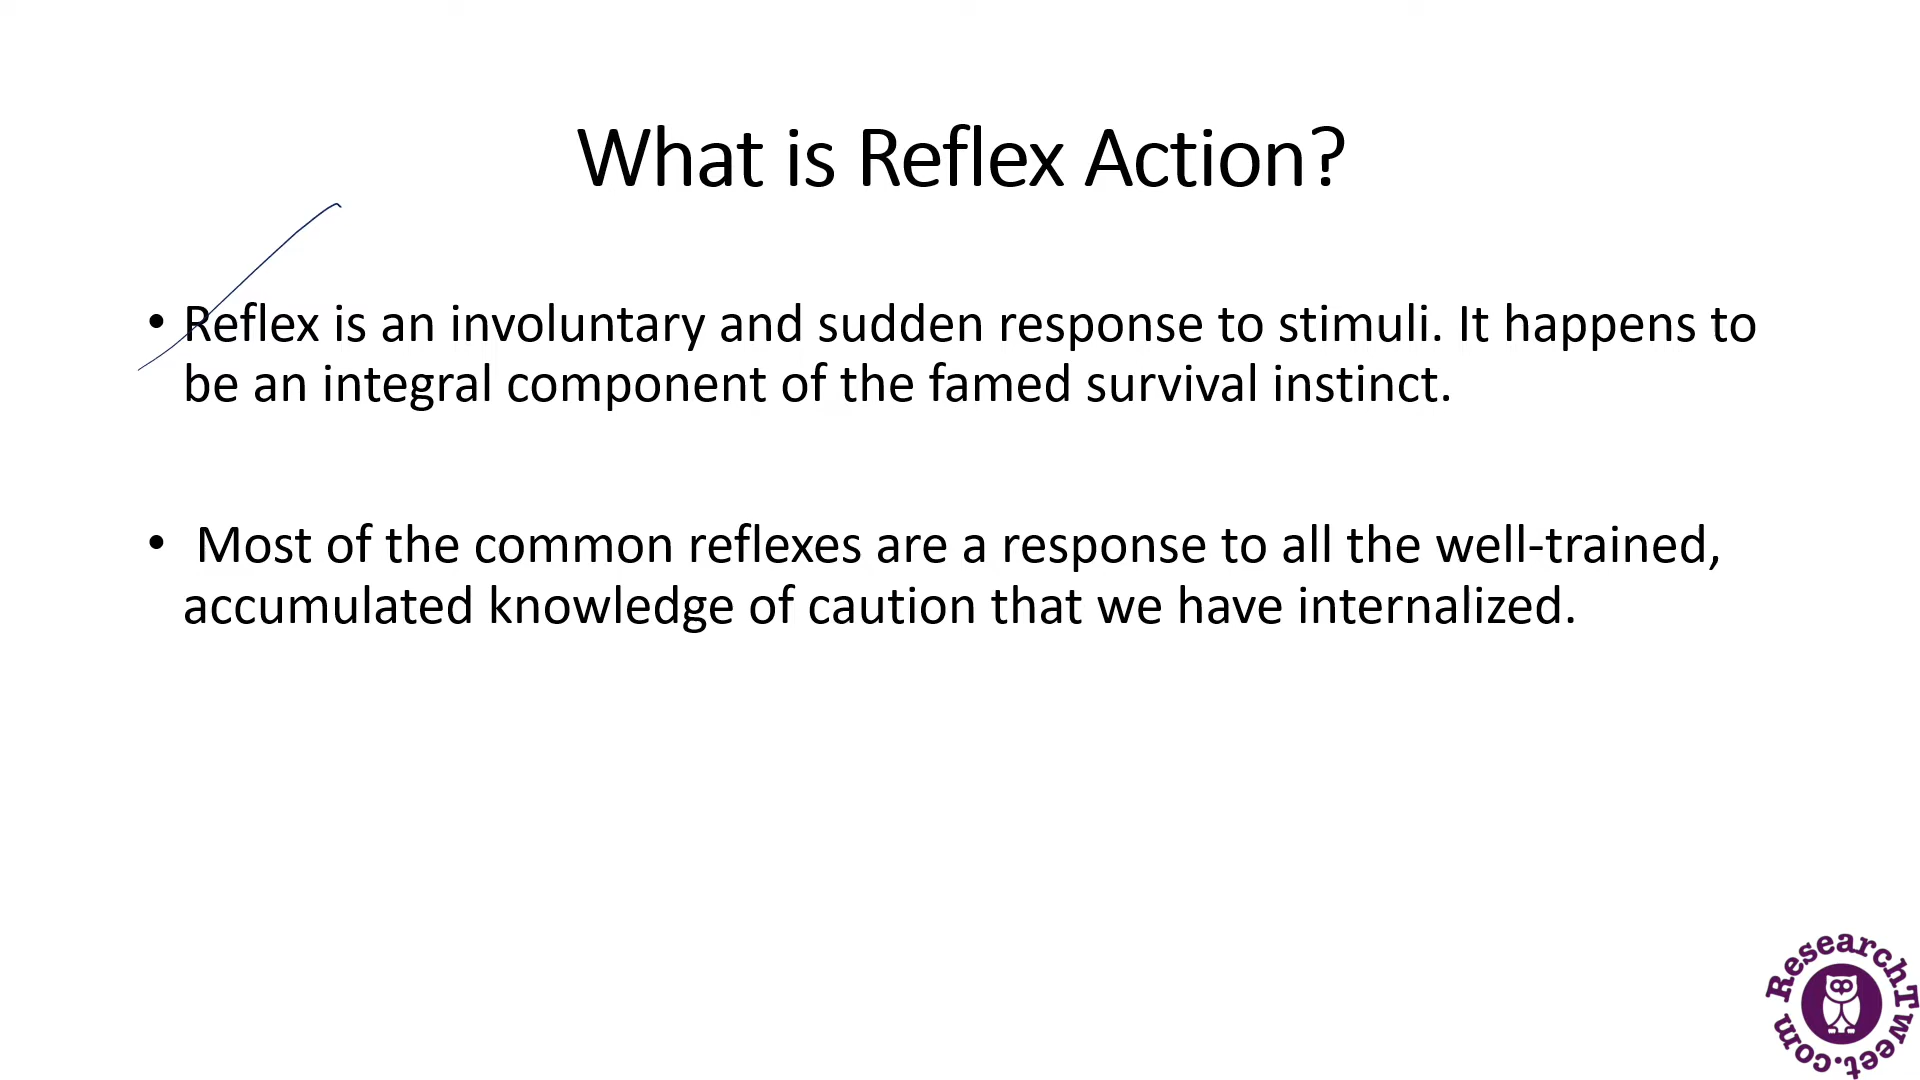 What is Reflex Action?
• Reflex is an involuntary and sudden response to stimuli. It happens to
be an integral component of the famed survival instinct.
• Most of the common reflexes are a response to all the well-trained,
accumulated knowledge of caution that we have internalized.
ResearchTweet.com